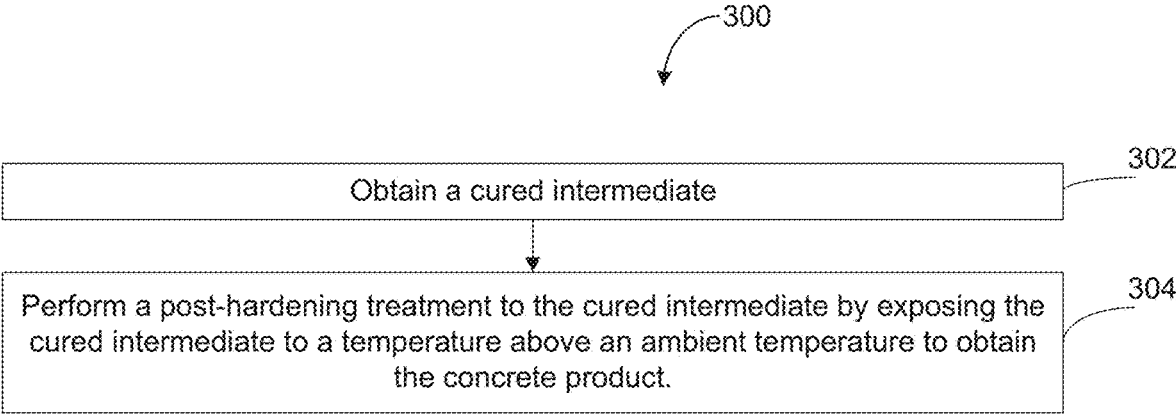 300
302
Obtain a cured intermediate
304
Perform a post-hardening treatment to the cured intermediate by exposing the
cured intermediate to a temperature above an ambient temperature to obtain
the concrete product.